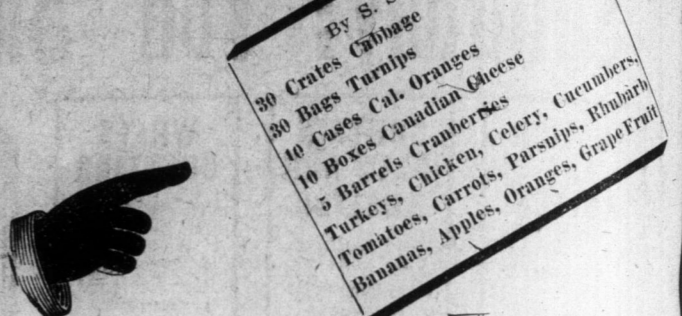 By S. S
30 Crates Cabbage
30 Bags Turnips
10 Cases Cal. Oranges
10 Boxes Canadian Cheese
5 Barrels Cranberries
Turkeys, Chicken, Celery, Cucumbers,
Tomatoes, Carrots, Parsnips, Rhubarb
Bananas, Apples, Oranges, Grape Fruit